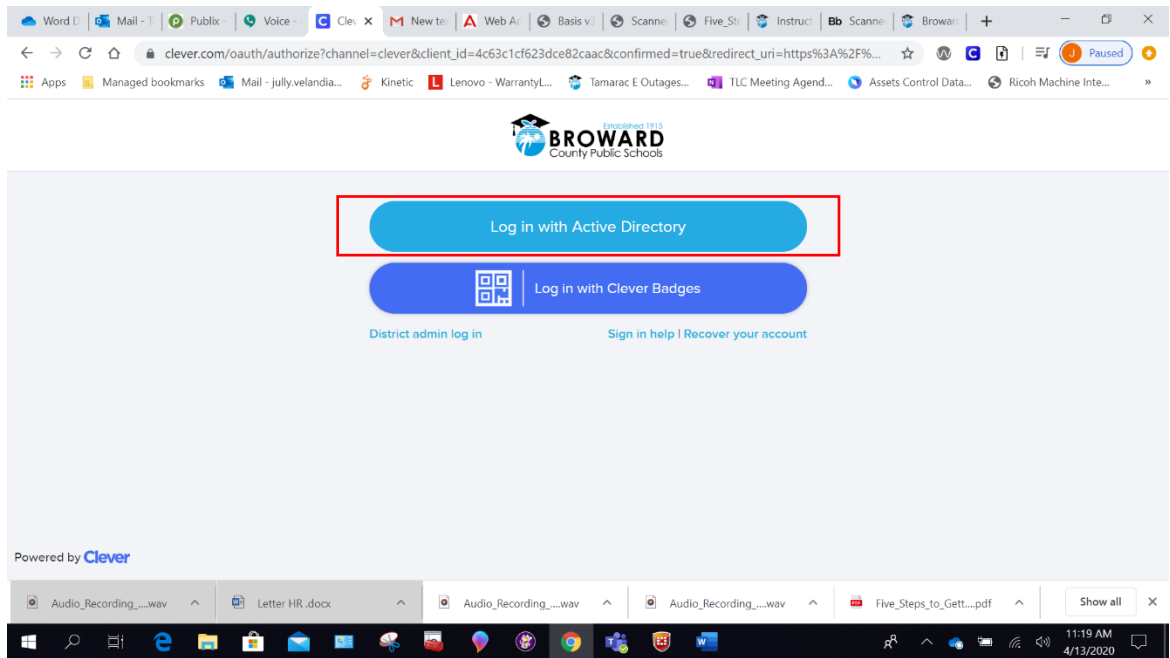 Word D Mail - T Publix - Voice - Clev New te Web Ac Basis v3 Scanne Five_Ste Instruct Bb Scanne Broward
clever.com/oauth/authorize?channel=clever&client_id=4c63c1cf623dce82caac&confirmed=true&redirect_uri=https%3A%2F%... J Paused
Apps Managed bookmarks Mail - jully.velandia... Kinetic L Lenovo - WarrantyL... Tamarac E Outages... TLC Meeting Agend... Assets Control Data... Ricoh Machine Inte... »
Established 1915
BROWARD
County Public Schools
Log in with Active Directory
Log in with Clever Badges
District admin log in Sign in help | Recover your account
Powered by Clever
Audio_Recording_....wav Letter HR .docx Audio_Recording_....wav Audio_Recording_....wav Five_Steps_to_Gett....pdf Show all
11:19 AM
4/13/2020